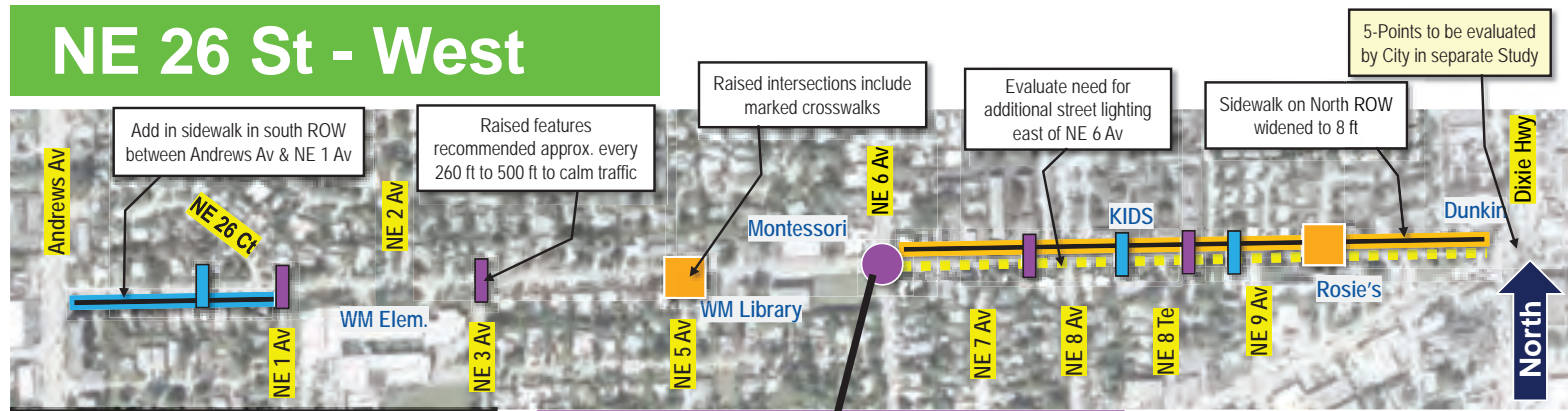 NE 26 St - West
5-Points to be evaluated
by City in separate Study
Raised intersections include
marked crosswalks
Evaluate need for
additional street lighting
east of NE 6 Av
Sidewalk on North ROW
widened to 8 ft
Add in sidewalk in south ROW
between Andrews Av & NE 1 Av
Raised features
recommended approx. every
260 ft to 500 ft to calm traffic
Andrews Av
NE 26 Ct
NE 2 Av
NE 6 Av
Dixie Hwy
Montessori
KIDS
Dunkin
WM Elem.
WM Library
Rosie's
NE 1 Av
NE 3 Av
NE 5 Av
NE 7 Av
NE 8 Av
NE 8 Te
NE 9 Av
North